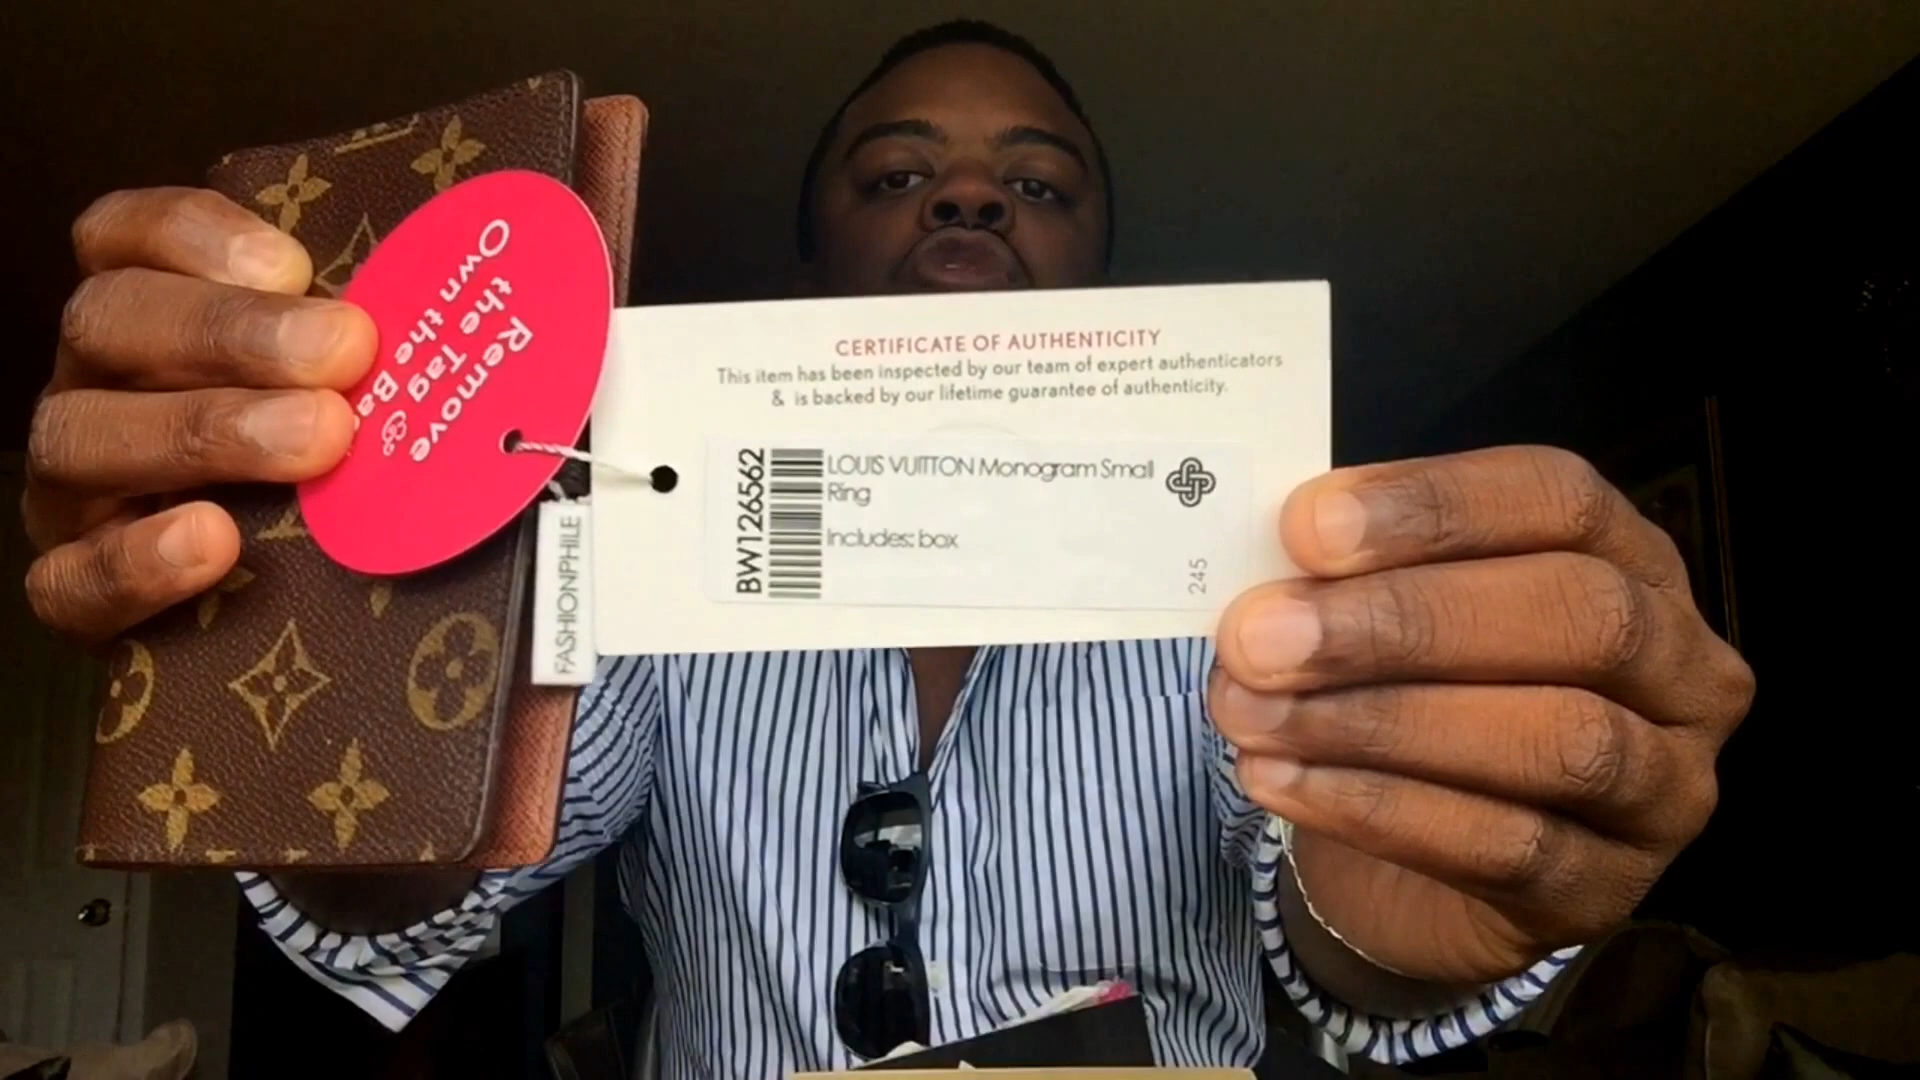 Remove
the Tag &
Own the Ba
FASHIONPHILE
CERTIFICATE OF AUTHENTICITY
This item has been inspected by our team of expert authenticators
& is backed by our lifetime guarantee of authenticity.
BW126562
LOUIS VUITTON Monogram Small
Ring
Includes: box
245